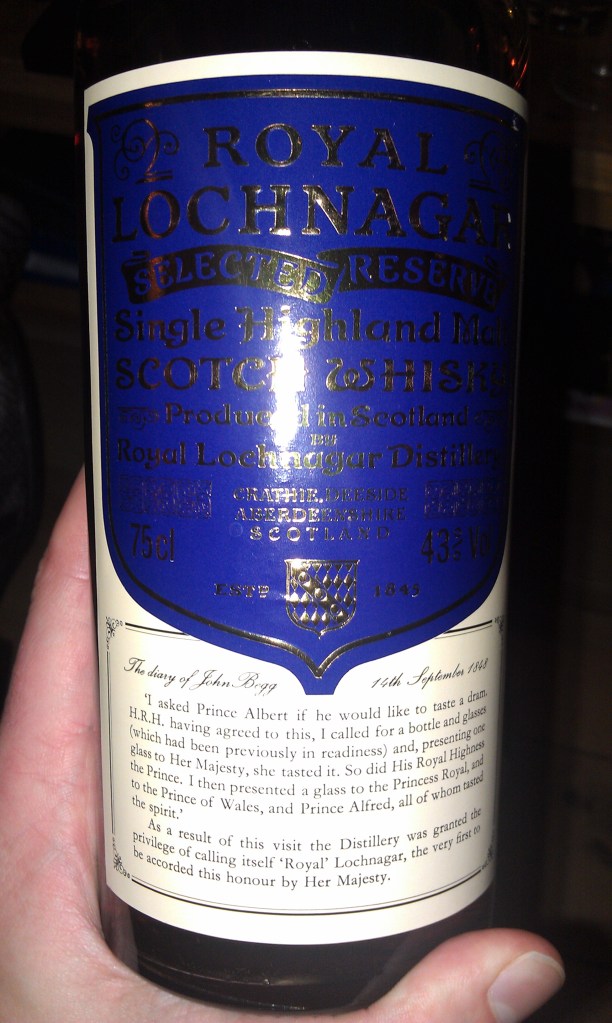 ROYAL
LOCHNAGAR
SELECTED RESERVE
Single Highland Malt
SCOTCH WHISKY
Produced in Scotland
BY
Royal Lochnagar Distillery
CRATHIE, DEESIDE
ABERDEENSHIRE
SCOTLAND
75cl 43% Vol
ESTD 1845
The diary of John Begg 14th September 1848
'I asked Prince Albert if he would like to taste a dram.
H.R.H. having agreed to this, I called for a bottle and glasses
(which had been previously in readiness) and, presenting one
glass to Her Majesty, she tasted it. So did His Royal Highness
the Prince. I then presented a glass to the Princess Royal, and
to the Prince of Wales, and Prince Alfred, all of whom tasted
the spirit.'
As a result of this visit the Distillery was granted the
privilege of calling itself 'Royal' Lochnagar, the very first to
be accorded this honour by Her Majesty.